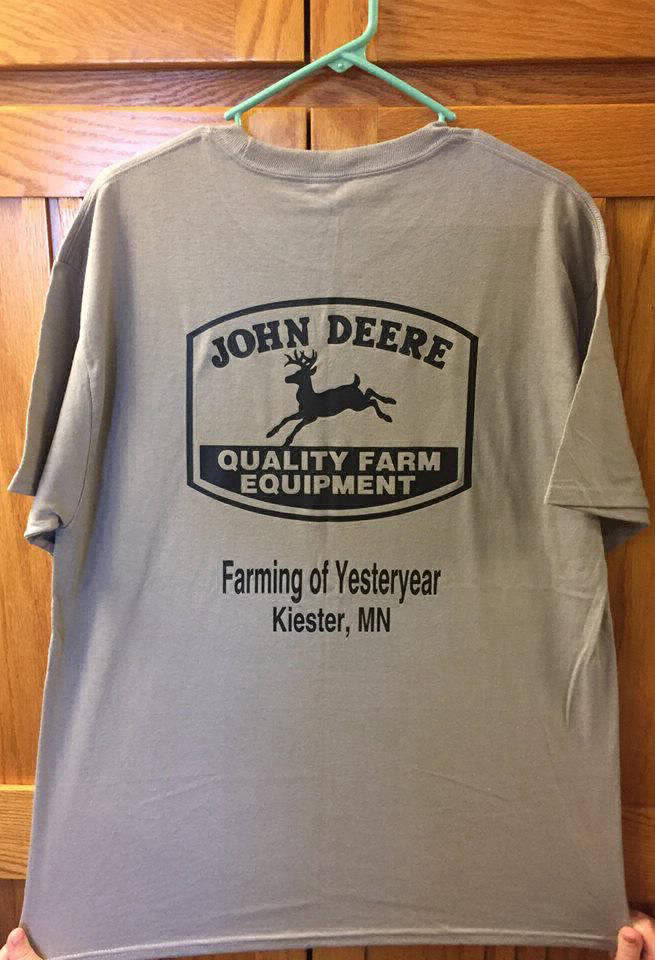 JOHN DEERE
QUALITY FARM
EQUIPMENT
Farming of Yesteryear
Kiester, MN